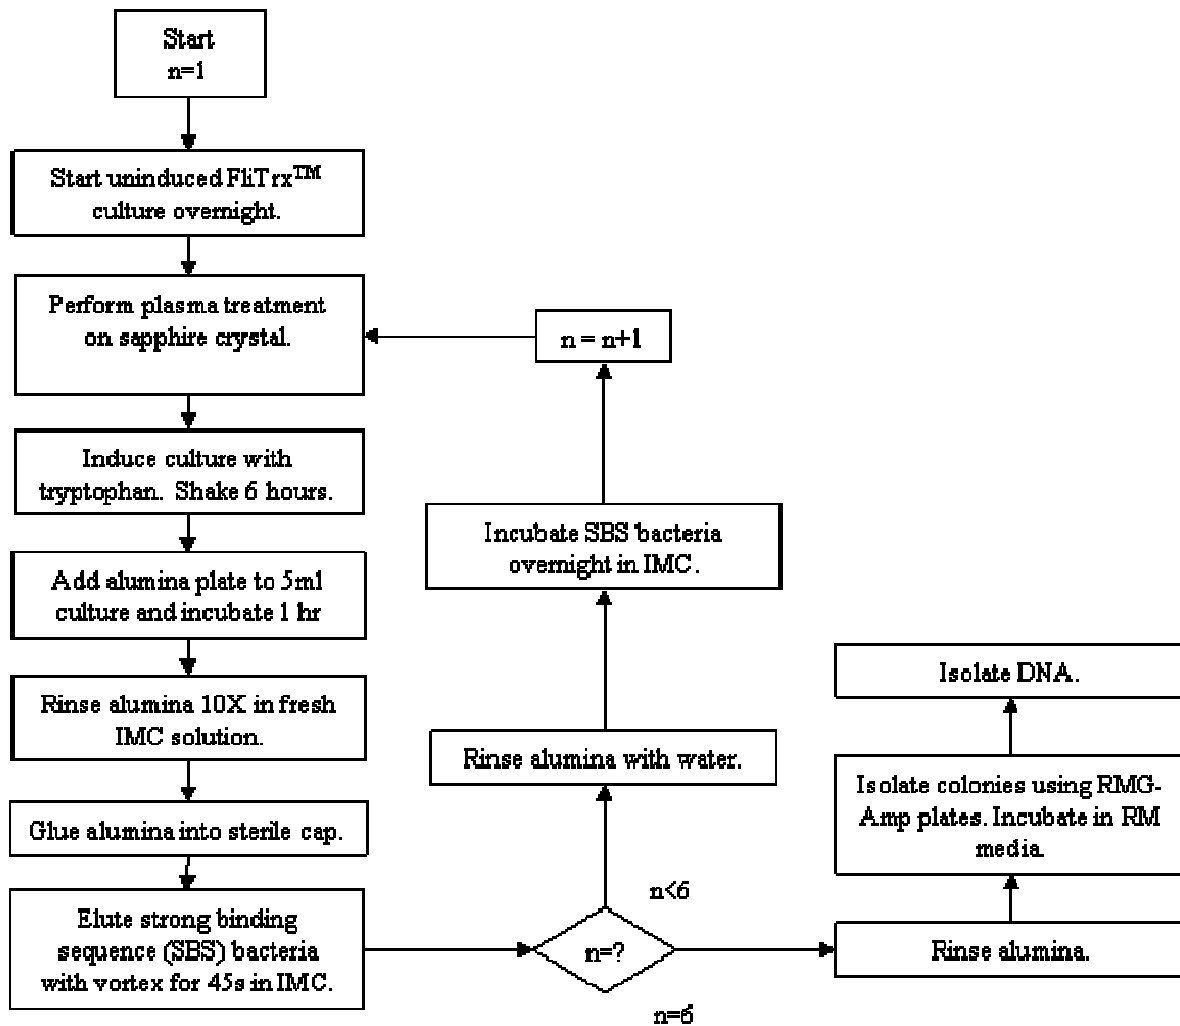 Start
n=1
Start uninduced FliTrx™
culture overnight.
Perform plasma treatment
on sapphire crystal.
Induce culture with
tryptophan. Shake 6 hours.
Add alumina plate to 5ml
culture and incubate 1 hr
Rinse alumina 10X in fresh
IMC solution.
Glue alumina into sterile cap.
Elute strong binding
sequence (SBS) bacteria
with vortex for 45s in IMC.
n=?
n<6
n=6
Rinse alumina with water.
Incubate SBS bacteria
overnight in IMC.
n = n+1
Rinse alumina.
Isolate colonies using RMG-
Amp plates. Incubate in RM
media.
Isolate DNA.